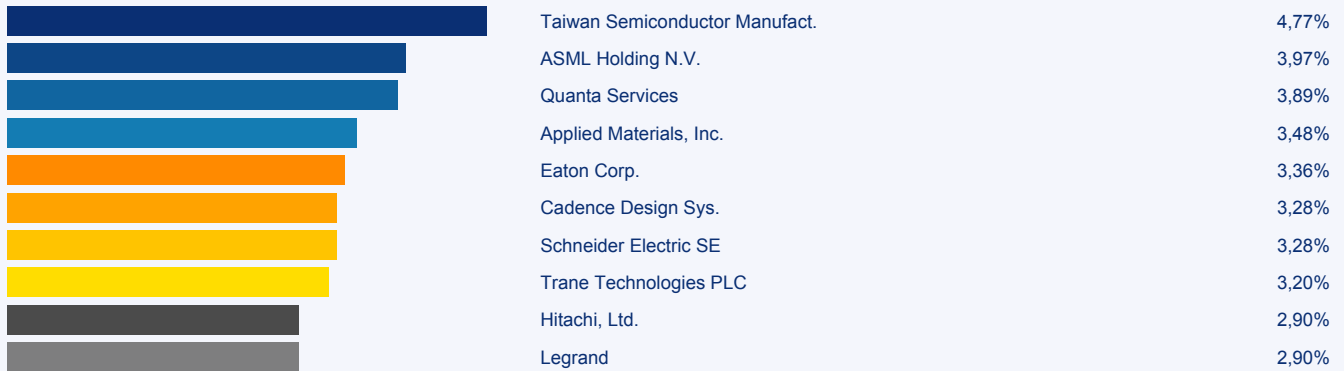 Taiwan Semiconductor Manufact. 4,77%
ASML Holding N.V. 3,97%
Quanta Services 3,89%
Applied Materials, Inc. 3,48%
Eaton Corp. 3,36%
Cadence Design Sys. 3,28%
Schneider Electric SE 3,28%
Trane Technologies PLC 3,20%
Hitachi, Ltd. 2,90%
Legrand 2,90%